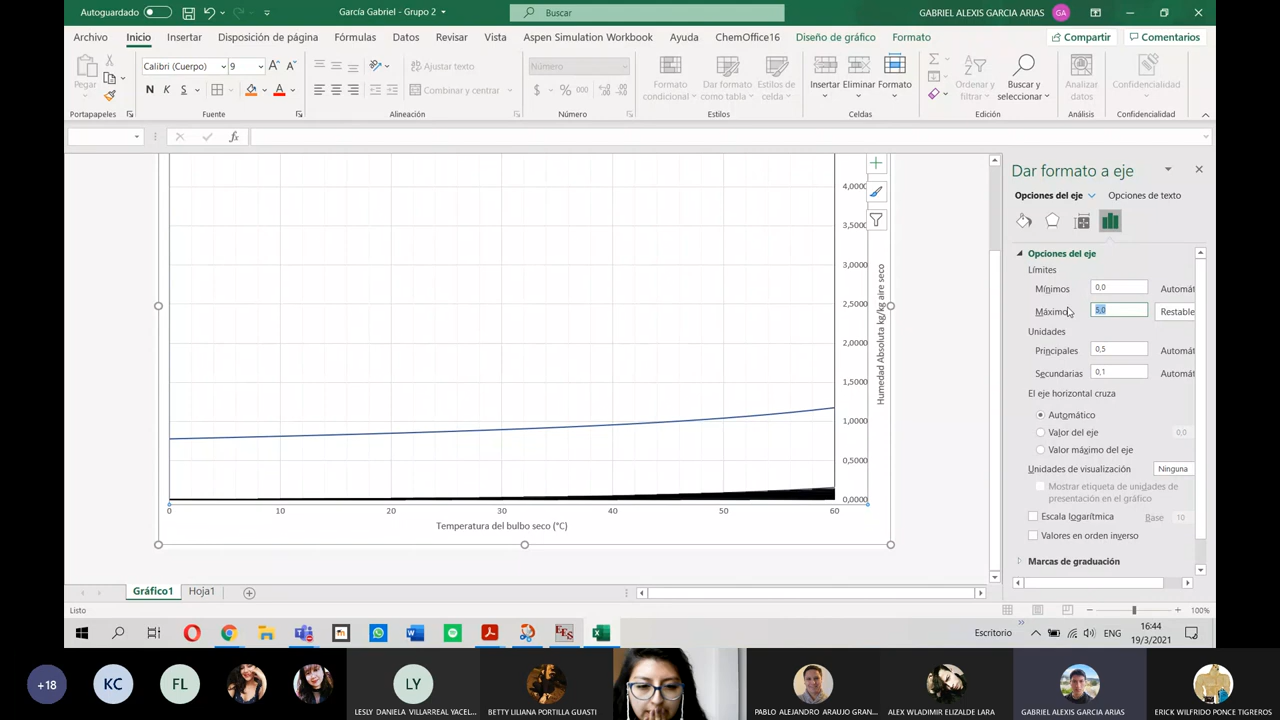 Autoguardado
García Gabriel - Grupo 2
Buscar
GABRIEL ALEXIS GARCIA ARIAS
GA
Archivo Inicio Insertar Disposición de página Fórmulas Datos Revisar Vista Aspen Simulation Workbook Ayuda ChemOffice16 Diseño de gráfico Formato
Compartir
Comentarios
Pegar
Calibri (Cuerpo)
9
N K S
Ajustar texto
Combinar y centrar
Número
$ % 000
Formato condicional
Dar formato como tabla
Estilos de celda
Insertar Eliminar Formato
Ordenar y filtrar
Buscar y seleccionar
Analizar datos
Confidencialidad
Portapapeles Fuente Alineación Número Estilos Celdas Edición Análisis Confidencialidad
fx
4,0000
3,5000
3,0000
2,5000
2,0000
1,5000
1,0000
0,5000
0,0000
Humedad Absoluta kg/kg aire seco
0 10 20 30 40 50 60
Temperatura del bulbo seco (°C)
Dar formato a eje
Opciones del eje
Opciones de texto
Opciones del eje
Límites
Mínimos 0,0 Automát
Máximo 5,0 Restable
Unidades
Principales 0,5 Automát
Secundarias 0,1 Automát
El eje horizontal cruza
Automático
Valor del eje 0,0
Valor máximo del eje
Unidades de visualización Ninguna
Mostrar etiqueta de unidades de
presentación en el gráfico
Escala logarítmica Base 10
Valores en orden inverso
Marcas de graduación
Gráfico1 Hoja1
Listo
100%
Escritorio
ENG
16:44
19/3/2021
+18
KC
FL
LY
LESLY DANIELA VILLARREAL YACEL...
BETTY LILIANA PORTILLA GUASTI
PABLO ALEJANDRO ARAUJO GRAN...
ALEX WLADIMIR ELIZALDE LARA
GABRIEL ALEXIS GARCIA ARIAS
ERICK WILFRIDO PONCE TIGREROS